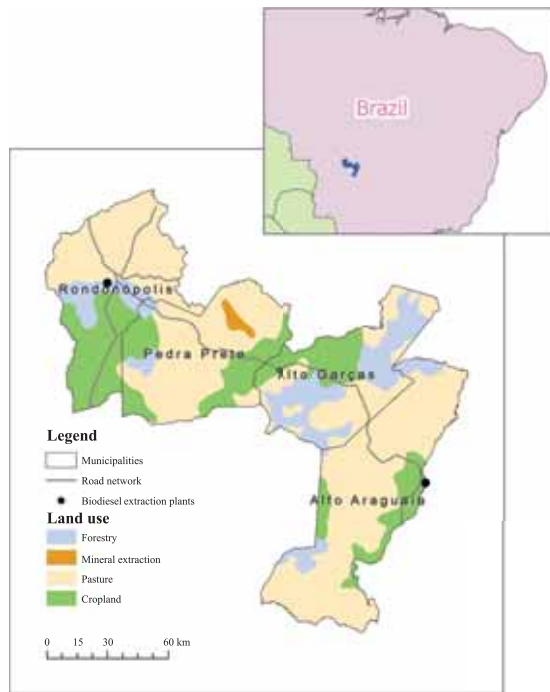 Brazil
Rondonópolis
Pedra Preta
Alto Garças
Alto Araguaia
Legend
Municipalities
Road network
Biodiesel extraction plants
Land use
Forestry
Mineral extraction
Pasture
Cropland
0 15 30 60 km